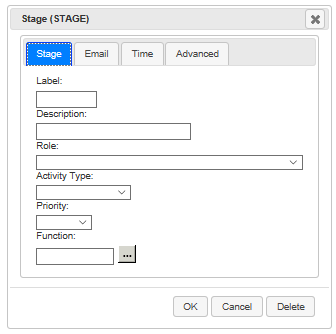 Stage (STAGE)
Stage Email Time Advanced
Label:
Description:
Role:
Activity Type:
Priority:
Function:
...
OK Cancel Delete